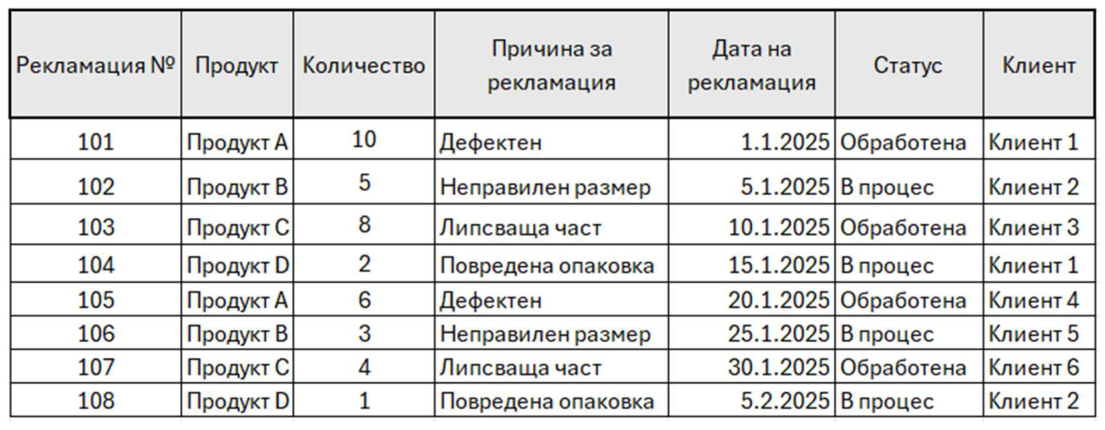 Рекламация № Продукт Количество Причина за рекламация Дата на рекламация Статус Клиент
101 Продукт A 10 Дефектен 1.1.2025 Обработена Клиент 1
102 Продукт B 5 Неправилен размер 5.1.2025 В процес Клиент 2
103 Продукт C 8 Липсваща част 10.1.2025 Обработена Клиент 3
104 Продукт D 2 Повредена опаковка 15.1.2025 В процес Клиент 1
105 Продукт A 6 Дефектен 20.1.2025 Обработена Клиент 4
106 Продукт B 3 Неправилен размер 25.1.2025 В процес Клиент 5
107 Продукт C 4 Липсваща част 30.1.2025 Обработена Клиент 6
108 Продукт D 1 Повредена опаковка 5.2.2025 В процес Клиент 2